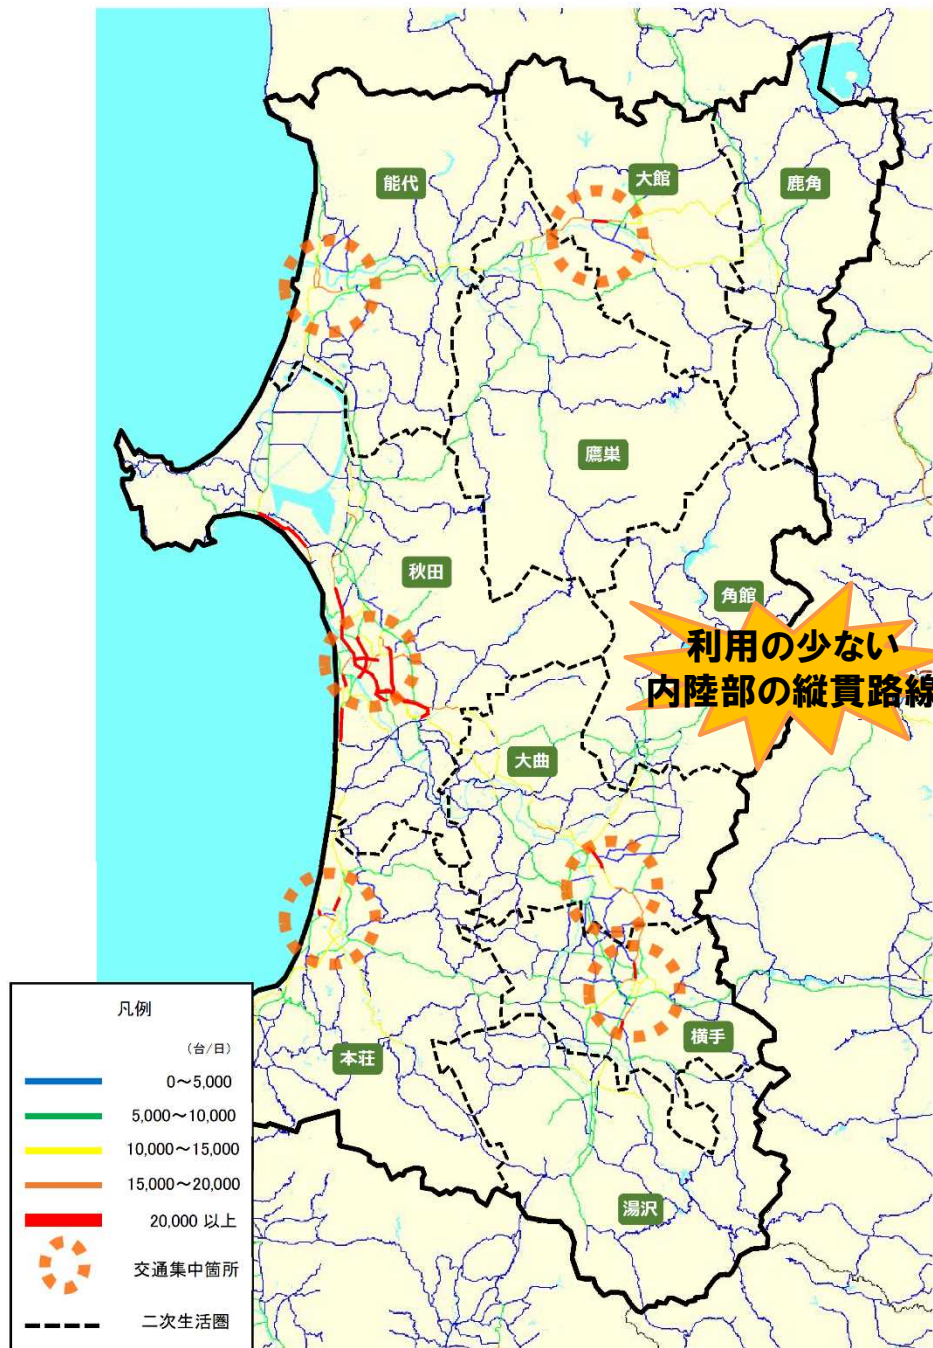 能代
大館
鹿角
鷹巣
秋田
角館
利用の少ない
内陸部の縦貫路線
大曲
横手
本荘
湯沢
凡例
(台/日)
0～5,000
5,000～10,000
10,000～15,000
15,000～20,000
20,000 以上
交通集中箇所
二次生活圏